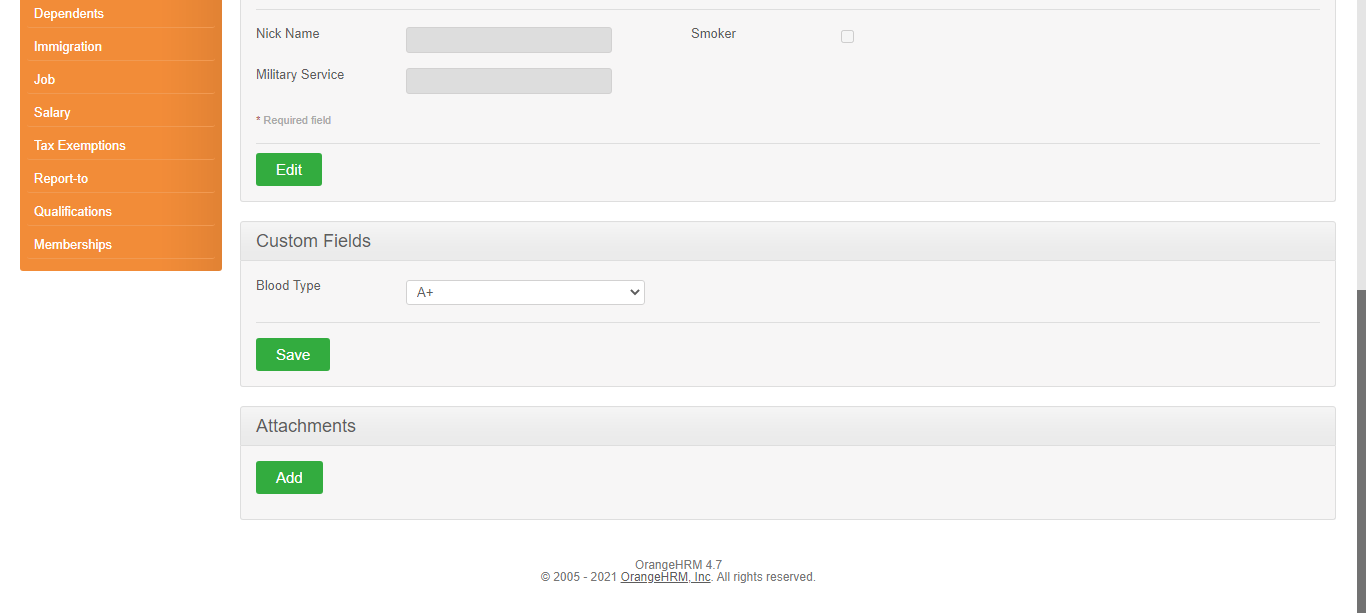 Dependents
Immigration
Job
Salary
Tax Exemptions
Report-to
Qualifications
Memberships
Nick Name
Smoker
Military Service
* Required field
Edit
Custom Fields
Blood Type
A+
Save
Attachments
Add
OrangeHRM 4.7
© 2005 - 2021 OrangeHRM, Inc. All rights reserved.